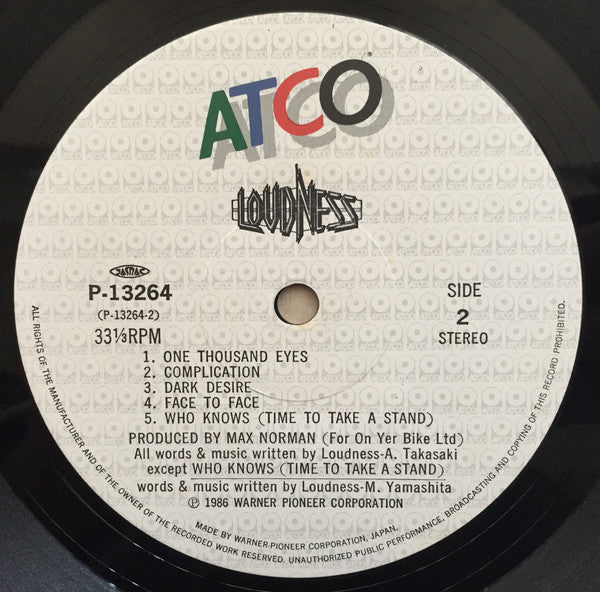 ATCO
LOUDNESS
JASRAC
P-13264
(P-13264-2)
33⅓RPM
SIDE
2
STEREO
1. ONE THOUSAND EYES
2. COMPLICATION
3. DARK DESIRE
4. FACE TO FACE
5. WHO KNOWS (TIME TO TAKE A STAND)
PRODUCED BY MAX NORMAN (For On Yer Bike Ltd)
All words & music written by Loudness-A. Takasaki
except WHO KNOWS (TIME TO TAKE A STAND)
words & music written by Loudness-M. Yamashita
℗ 1986 WARNER PIONEER CORPORATION
MADE BY WARNER-PIONEER CORPORATION, JAPAN.
ALL RIGHTS OF THE MANUFACTURER AND OF THE OWNER OF THE RECORDED WORK RESERVED. UNAUTHORIZED PUBLIC PERFORMANCE, BROADCASTING AND COPYING OF THIS RECORD PROHIBITED.